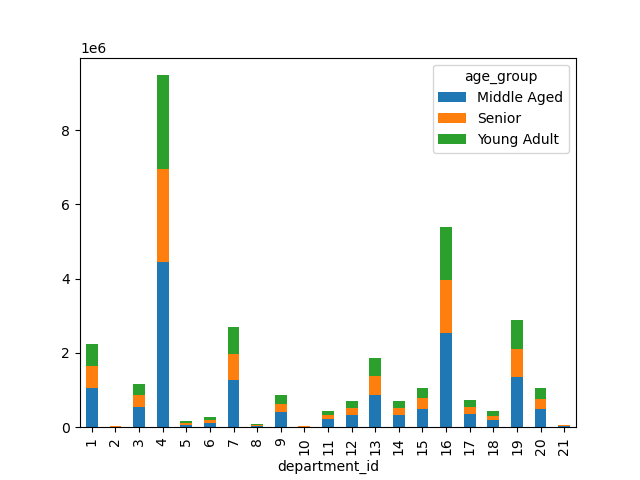 1e6
age_group
Middle Aged
Senior
Young Adult
8
6
4
2
0
1 2 3 4 5 6 7 8 9 10 11 12 13 14 15 16 17 18 19 20 21
department_id